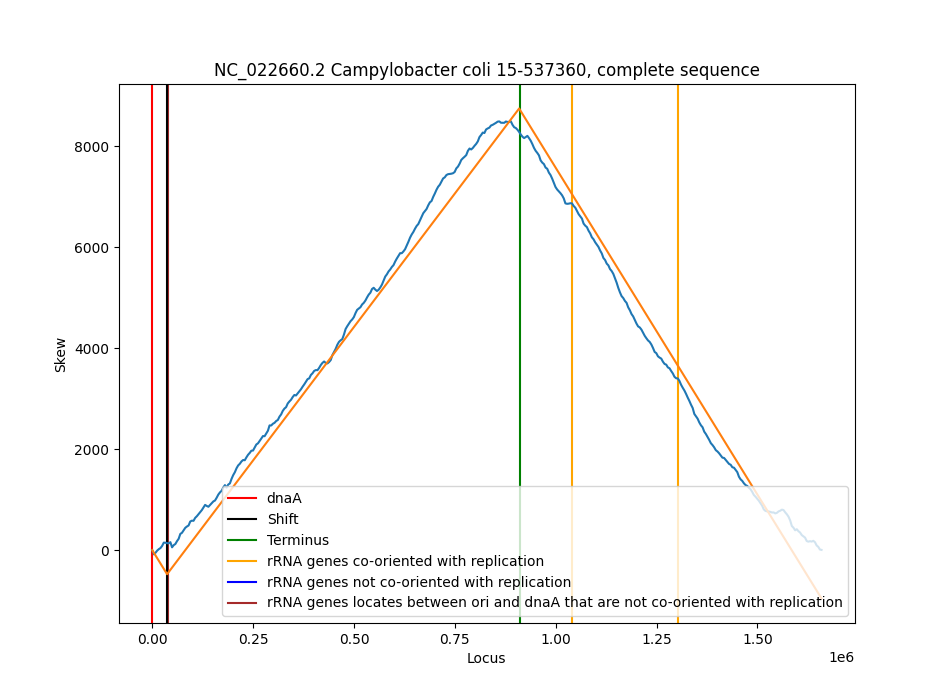 NC_022660.2 Campylobacter coli 15-537360, complete sequence
8000
6000
4000
2000
0
Skew
dnaA
Shift
Terminus
rRNA genes co-oriented with replication
rRNA genes not co-oriented with replication
rRNA genes locates between ori and dnaA that are not co-oriented with replication
0.00 0.25 0.50 0.75 1.00 1.25 1.50
Locus
1e6